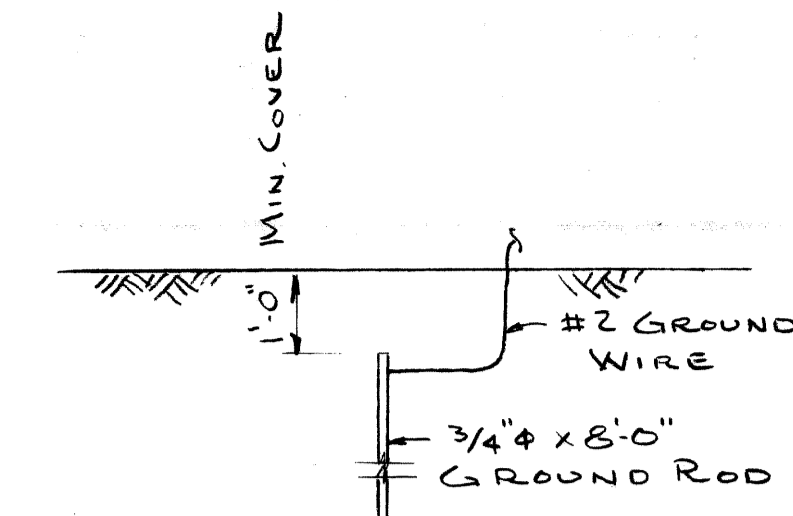 MIN. COVER
1'-0"
#2 GROUND
WIRE
3/4"ϕ x 8'-0"
GROUND ROD